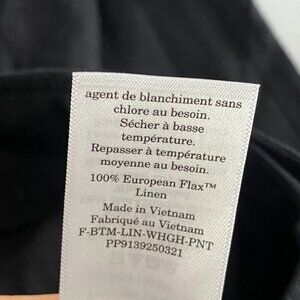 agent de blanchiment sans
chlore au besoin.
Sécher à basse
température.
Repasser à température
moyenne au besoin.
100% European Flax™
Linen
Made in Vietnam
Fabriqué au Vietnam
F-BTM-LIN-WHGH-PNT
PP9139250321